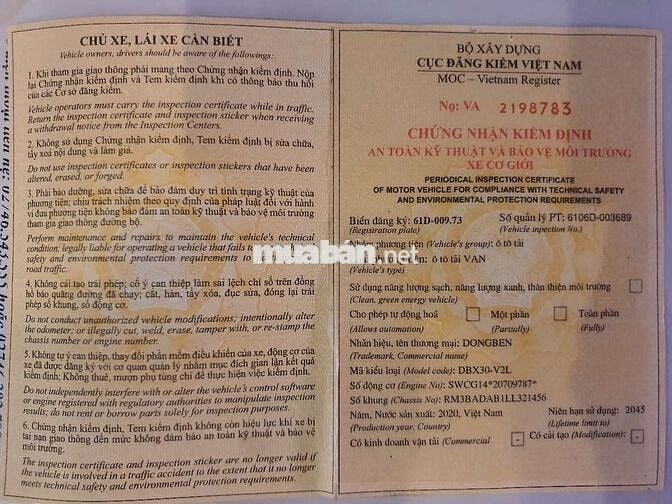 CHỦ XE, LÁI XE CẦN BIẾT
Vehicle owners, drivers should be aware of the followings:
1. Khi tham gia giao thông phải mang theo Chứng nhận kiểm định. Nộp
lại Chứng nhận kiểm định và Tem kiểm định khi có thông báo thu hồi
của các Cơ sở đăng kiểm.
Vehicle operators must carry the inspection certificate while in traffic.
Return the inspection certificate and inspection sticker when receiving
a withdrawal notice from the Inspection Centers.
2. Không sử dụng Chứng nhận kiểm định, Tem kiểm định bị sửa chữa,
tẩy xoá nội dung và làm giả.
Do not use inspection certificates or inspection stickers that have been
altered, erased, or forged.
3. Phải bảo dưỡng, sửa chữa để bảo đảm duy trì tình trạng kỹ thuật của
phương tiện; chịu trách nhiệm theo quy định của pháp luật đối với hành
vi đưa phương tiện không bảo đảm an toàn kỹ thuật và bảo vệ môi trường
tham gia giao thông đường bộ.
Perform maintenance and repairs to maintain the vehicle's technical
condition; legally liable for operating a vehicle that fails to
safety and environmental protection requirements to
road traffic.
4. Không cải tạo trái phép; cố ý can thiệp làm sai lệch chỉ số trên đồng
hồ báo quãng đường đã chạy; cắt, hàn, tẩy xóa, đục sửa, đóng lại trái
phép số khung, số động cơ.
Do not conduct unauthorized vehicle modifications; intentionally alter
the odometer; or illegally cut, weld, erase, tamper with, or re-stamp the
chassis number or engine number.
5. Không tự ý can thiệp, thay đổi phần mềm điều khiển của xe, động cơ của
xe đã được đăng ký với cơ quan quản lý nhằm mục đích gian lận kết quả
kiểm định; Không thuê, mượn phụ tùng chỉ để thực hiện việc kiểm định.
Do not independently interfere with or alter the vehicle's control software
or engine registered with regulatory authorities to manipulate inspection
results; do not rent or borrow parts solely for inspection purposes.
6. Chứng nhận kiểm định, Tem kiểm định không còn hiệu lực khi xe bị
tai nạn giao thông đến mức không đảm bảo an toàn kỹ thuật và bảo vệ
môi trường.
The inspection certificate and inspection sticker are no longer valid if
the vehicle is involved in a traffic accident to the extent that it no longer
meets technical safety and environmental protection requirements.
BỘ XÂY DỰNG
CỤC ĐĂNG KIỂM VIỆT NAM
MOC - Vietnam Register
No: VA 2198783
CHỨNG NHẬN KIỂM ĐỊNH
AN TOÀN KỸ THUẬT VÀ BẢO VỆ MÔI TRƯỜNG
XE CƠ GIỚI
PERIODICAL INSPECTION CERTIFICATE
OF MOTOR VEHICLE FOR COMPLIANCE WITH TECHNICAL SAFETY
AND ENVIRONMENTAL PROTECTION REQUIREMENTS
Biển đăng ký: 61D-009.73 Số quản lý PT: 6106D-003689
(Registration plate) (Vehicle inspection No.)
Nhóm phương tiện (Vehicle's group): ô tô tải
: ô tô tải VAN
(Vehicle's type)
Sử dụng năng lượng sạch, năng lượng xanh, thân thiện môi trường
(Clean, green energy vehicle)
Cho phép tự động hoá Một phần Toàn phần
(Allows automation) (Partially) (Fully)
Nhãn hiệu, tên thương mại: DONGBEN
(Trademark, Commercial name)
Mã kiểu loại (Model code): DBX30-V2L
Số động cơ (Engine No): SWCG14*20709787*
Số khung (Chassis No): RM3BADAB1LL321456
Năm, Nước sản xuất: 2020, Việt Nam Niên hạn sử dụng: 2045
(Production year, Country) (Lifetime limit to)
Có kinh doanh vận tải (Commercial - Có cải tạo (Modification): -
muaban.net